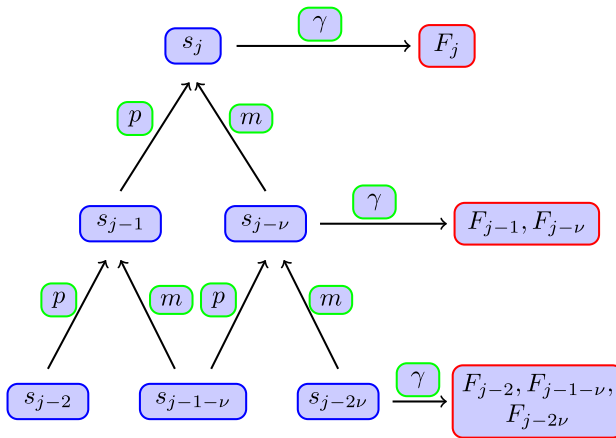 γ
s_j F_j
p m
γ
s_{j−1} s_{j−ν} F_{j−1}, F_{j−ν}
p m p m
γ
s_{j−2} s_{j−1−ν} s_{j−2ν} F_{j−2}, F_{j−1−ν},
F_{j−2ν}